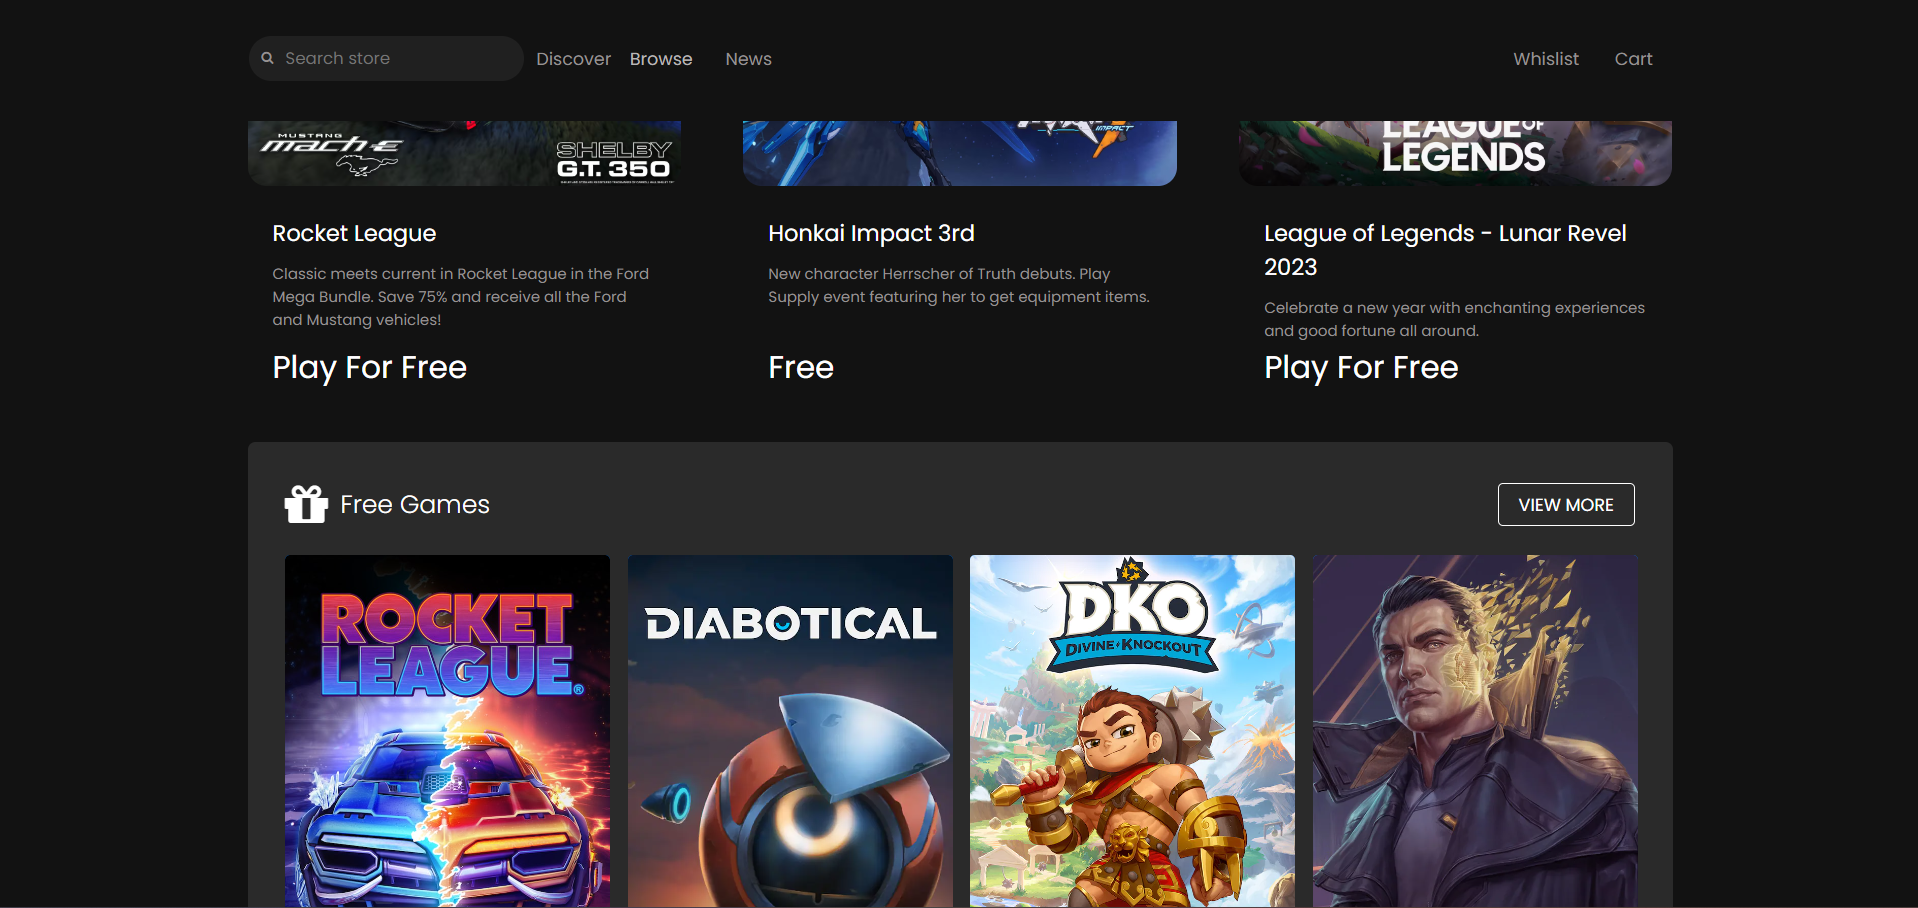 Search store
Discover
Browse
News
Whislist
Cart
MUSTANG
mach-E
SHELBY
G.T. 350
IMPACT
LEAGUE OF
LEGENDS
Rocket League
Classic meets current in Rocket League in the Ford
Mega Bundle. Save 75% and receive all the Ford
and Mustang vehicles!
Play For Free
Honkai Impact 3rd
New character Herrscher of Truth debuts. Play
Supply event featuring her to get equipment items.
Free
League of Legends - Lunar Revel
2023
Celebrate a new year with enchanting experiences
and good fortune all around.
Play For Free
Free Games
VIEW MORE
ROCKET
LEAGUE®
DIABOTICAL
DKO
DIVINE KNOCKOUT